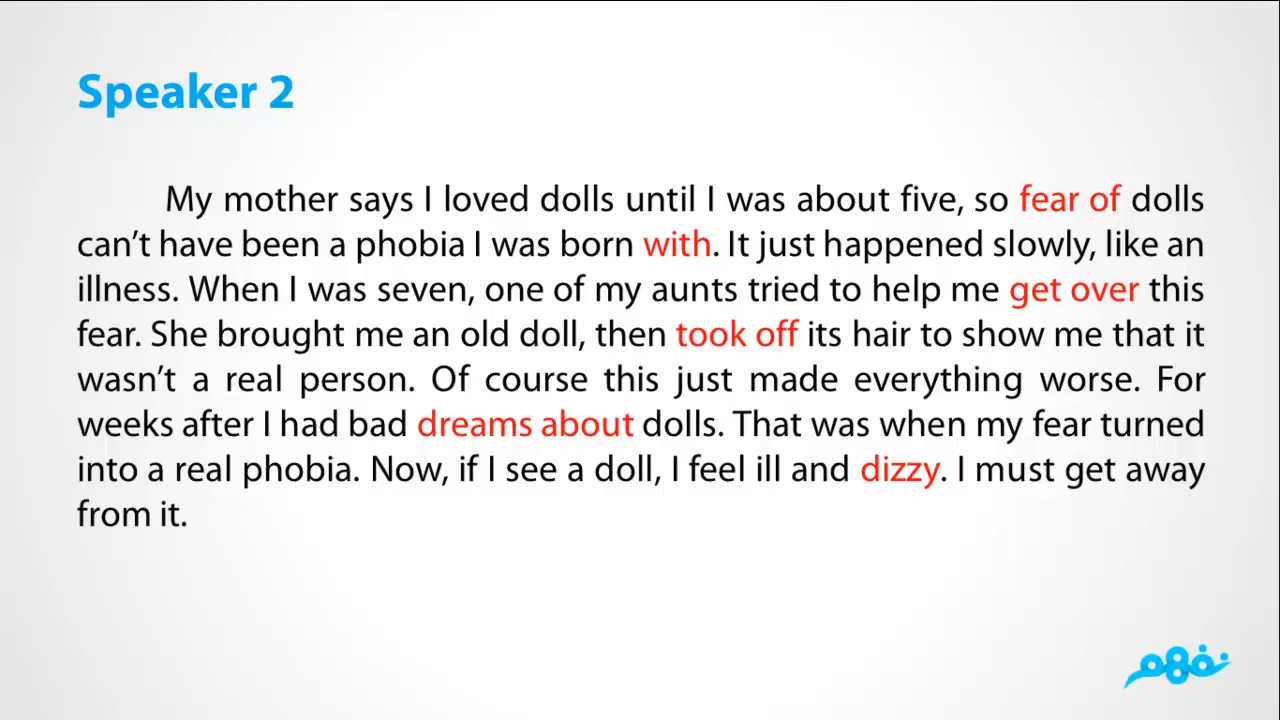 Speaker 2
My mother says I loved dolls until I was about five, so fear of dolls
can't have been a phobia I was born with. It just happened slowly, like an
illness. When I was seven, one of my aunts tried to help me get over this
fear. She brought me an old doll, then took off its hair to show me that it
wasn't a real person. Of course this just made everything worse. For
weeks after I had bad dreams about dolls. That was when my fear turned
into a real phobia. Now, if I see a doll, I feel ill and dizzy. I must get away
from it.
نفهم